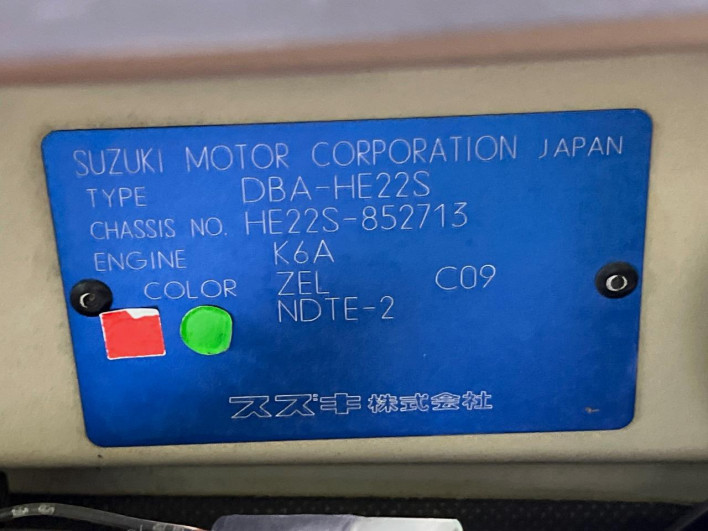 SUZUKI MOTOR CORPORATION JAPAN
TYPE DBA-HE22S
CHASSIS NO. HE22S-852713
ENGINE K6A
COLOR ZEL C09
NDTE-2
スズキ株式会社